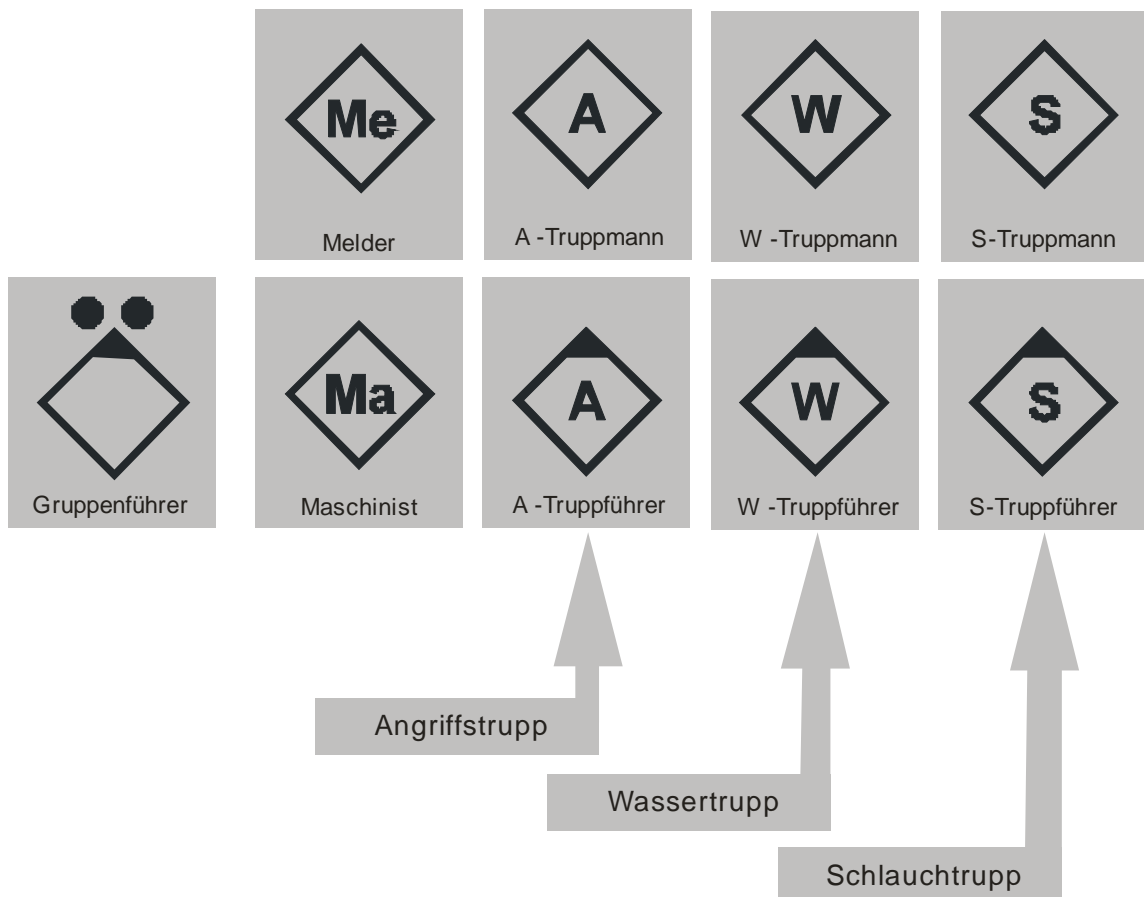 Me
A
W
S
Melder
A -Truppmann
W -Truppmann
S-Truppmann
Ma
A
W
S
Gruppenführer
Maschinist
A -Truppführer
W -Truppführer
S-Truppführer
Angriffstrupp
Wassertrupp
Schlauchtrupp